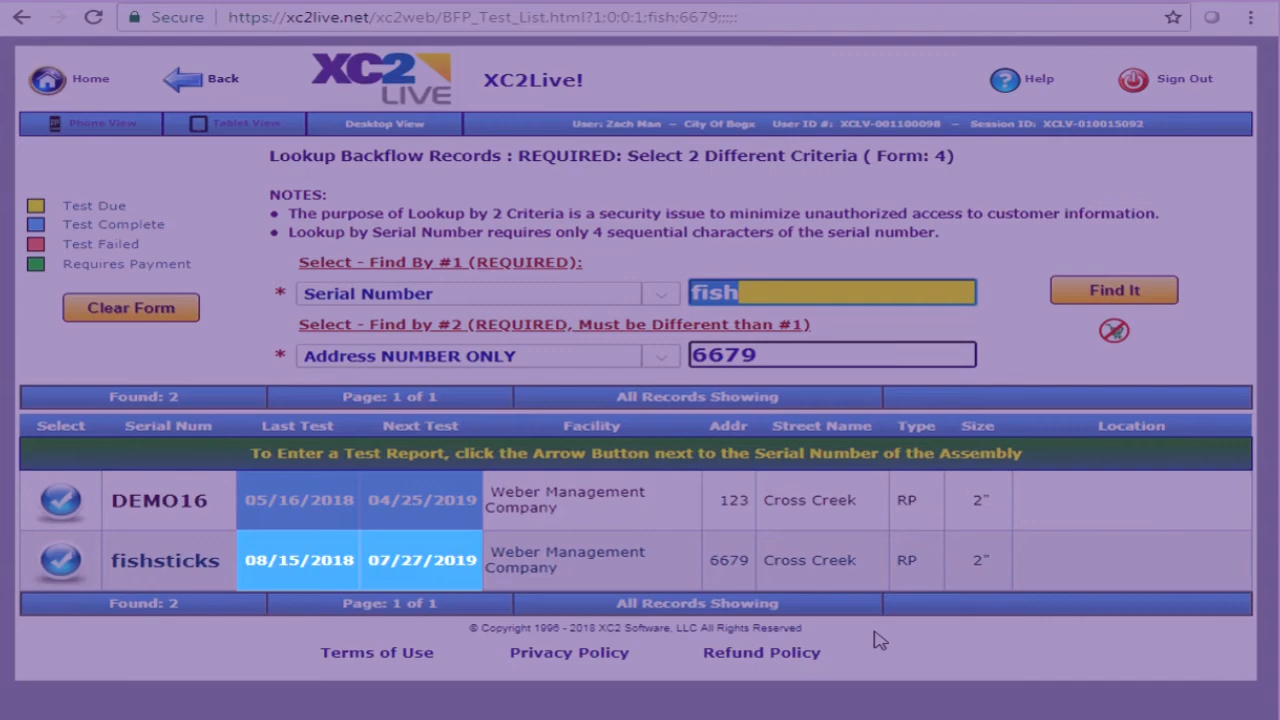 Secure https://xc2live.net/xc2web/BFP_Test_List.html?1:0:0:1;fish;6679;;;;:
Home Back XC2 LIVE XC2Live! Help Sign Out
Phone View Tablet View Desktop View User: Zach Man – City Of Bogx User ID #: XCLV-001100098 – Session ID: XCLV-010015092
Lookup Backflow Records : REQUIRED: Select 2 Different Criteria ( Form: 4)
NOTES:
• The purpose of Lookup by 2 Criteria is a security issue to minimize unauthorized access to customer information.
• Lookup by Serial Number requires only 4 sequential characters of the serial number.
Test Due
Test Complete
Test Failed
Requires Payment
Clear Form
Select - Find By #1 (REQUIRED):
* Serial Number fish Find It
Select - Find by #2 (REQUIRED, Must be Different than #1)
* Address NUMBER ONLY 6679
Found: 2 Page: 1 of 1 All Records Showing
Select Serial Num Last Test Next Test Facility Addr Street Name Type Size Location
To Enter a Test Report, click the Arrow Button next to the Serial Number of the Assembly
DEMO16 05/16/2018 04/25/2019 Weber Management Company 123 Cross Creek RP 2"
fishsticks 08/15/2018 07/27/2019 Weber Management Company 6679 Cross Creek RP 2"
Found: 2 Page: 1 of 1 All Records Showing
© Copyright 1996 - 2018 XC2 Software, LLC All Rights Reserved
Terms of Use Privacy Policy Refund Policy